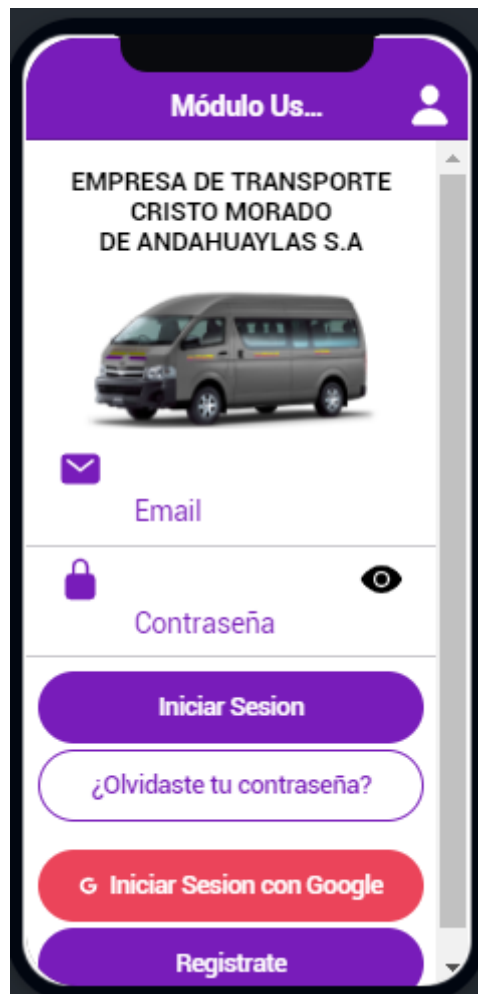 Módulo Us...
EMPRESA DE TRANSPORTE
CRISTO MORADO
DE ANDAHUAYLAS S.A
Email
Contraseña
Iniciar Sesion
¿Olvidaste tu contraseña?
G Iniciar Sesion con Google
Registrate